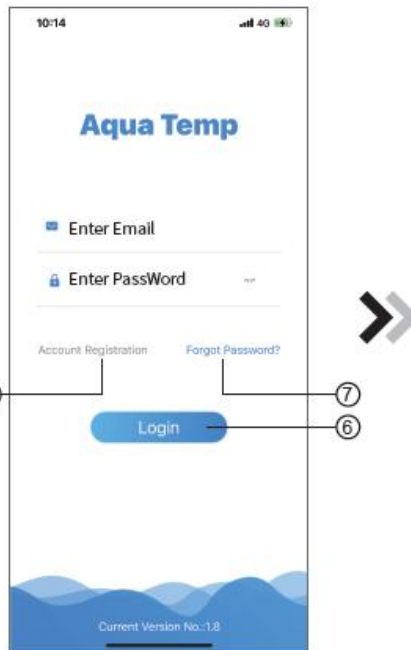 10:14 4G
Aqua Temp
Enter Email
Enter PassWord
Account Registration Forgot Password?
⑦
Login ⑥
Current Version No.:1.8